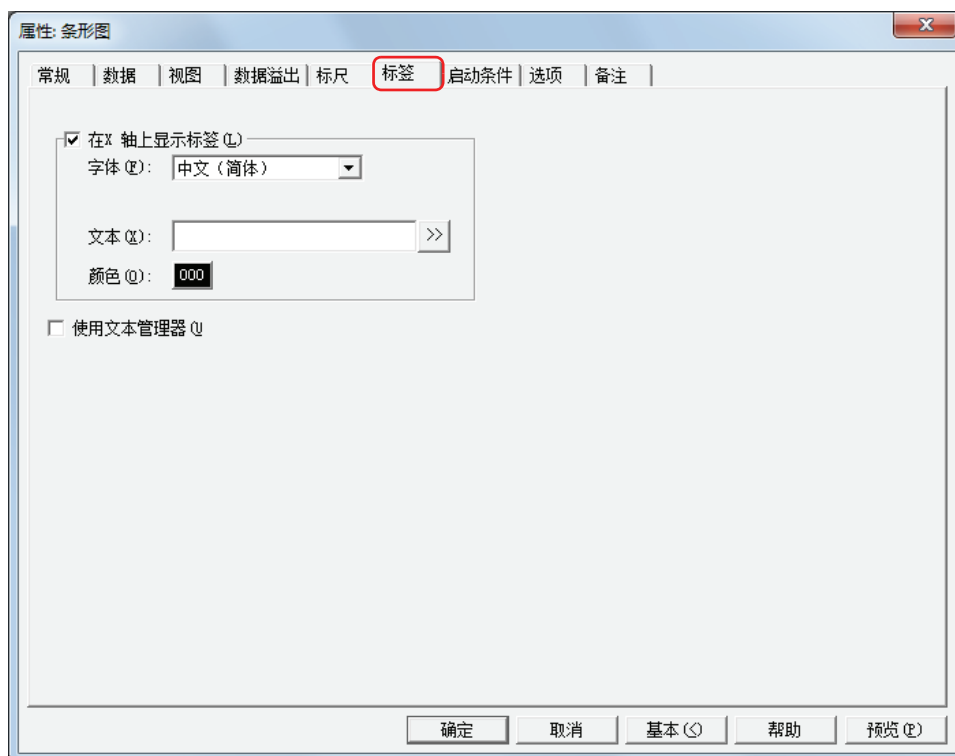 属性: 条形图
常规 数据 视图 数据溢出 标尺 标签 启动条件 选项 备注
在X 轴上显示标签(L)
字体(F): 中文（简体）
文本(X): >>
颜色(O): 000
使用文本管理器(U
确定 取消 基本(<) 帮助 预览(P)